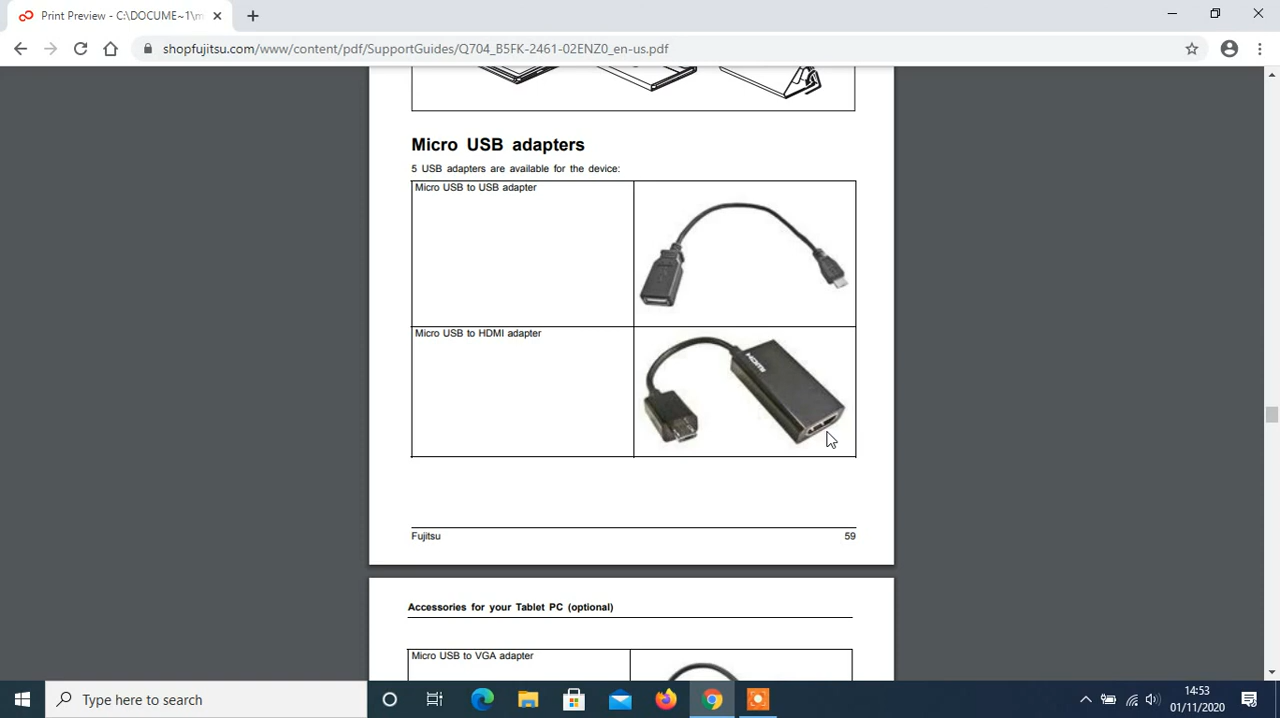 Print Preview - C:\DOCUME~1\m
shopfujitsu.com/www/content/pdf/SupportGuides/Q704_B5FK-2461-02ENZ0_en-us.pdf
Micro USB adapters
5 USB adapters are available for the device:
Micro USB to USB adapter
Micro USB to HDMI adapter
HDMI
Fujitsu 59
Accessories for your Tablet PC (optional)
Micro USB to VGA adapter
Type here to search
14:53
01/11/2020